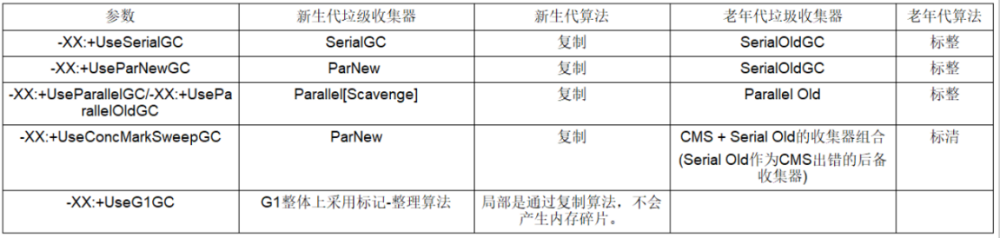 参数 新生代垃级收集器 新生代算法 老年代垃圾收集器 老年代算法
-XX:+UseSerialGC SerialGC 复制 SerialOldGC 标整
-XX:+UseParNewGC ParNew 复制 SerialOldGC 标整
-XX:+UseParallelGC/-XX:+UsePa Parallel[Scavenge] 复制 Parallel Old 标整
rallelOldGC
-XX:+UseConcMarkSweepGC ParNew 复制 CMS + Serial Old的收集器组合 标清
(Serial Old作为CMS出错的后备
收集器)
-XX:+UseG1GC G1整体上采用标记-整理算法 局部是通过复制算法，不会
产生内存碎片。